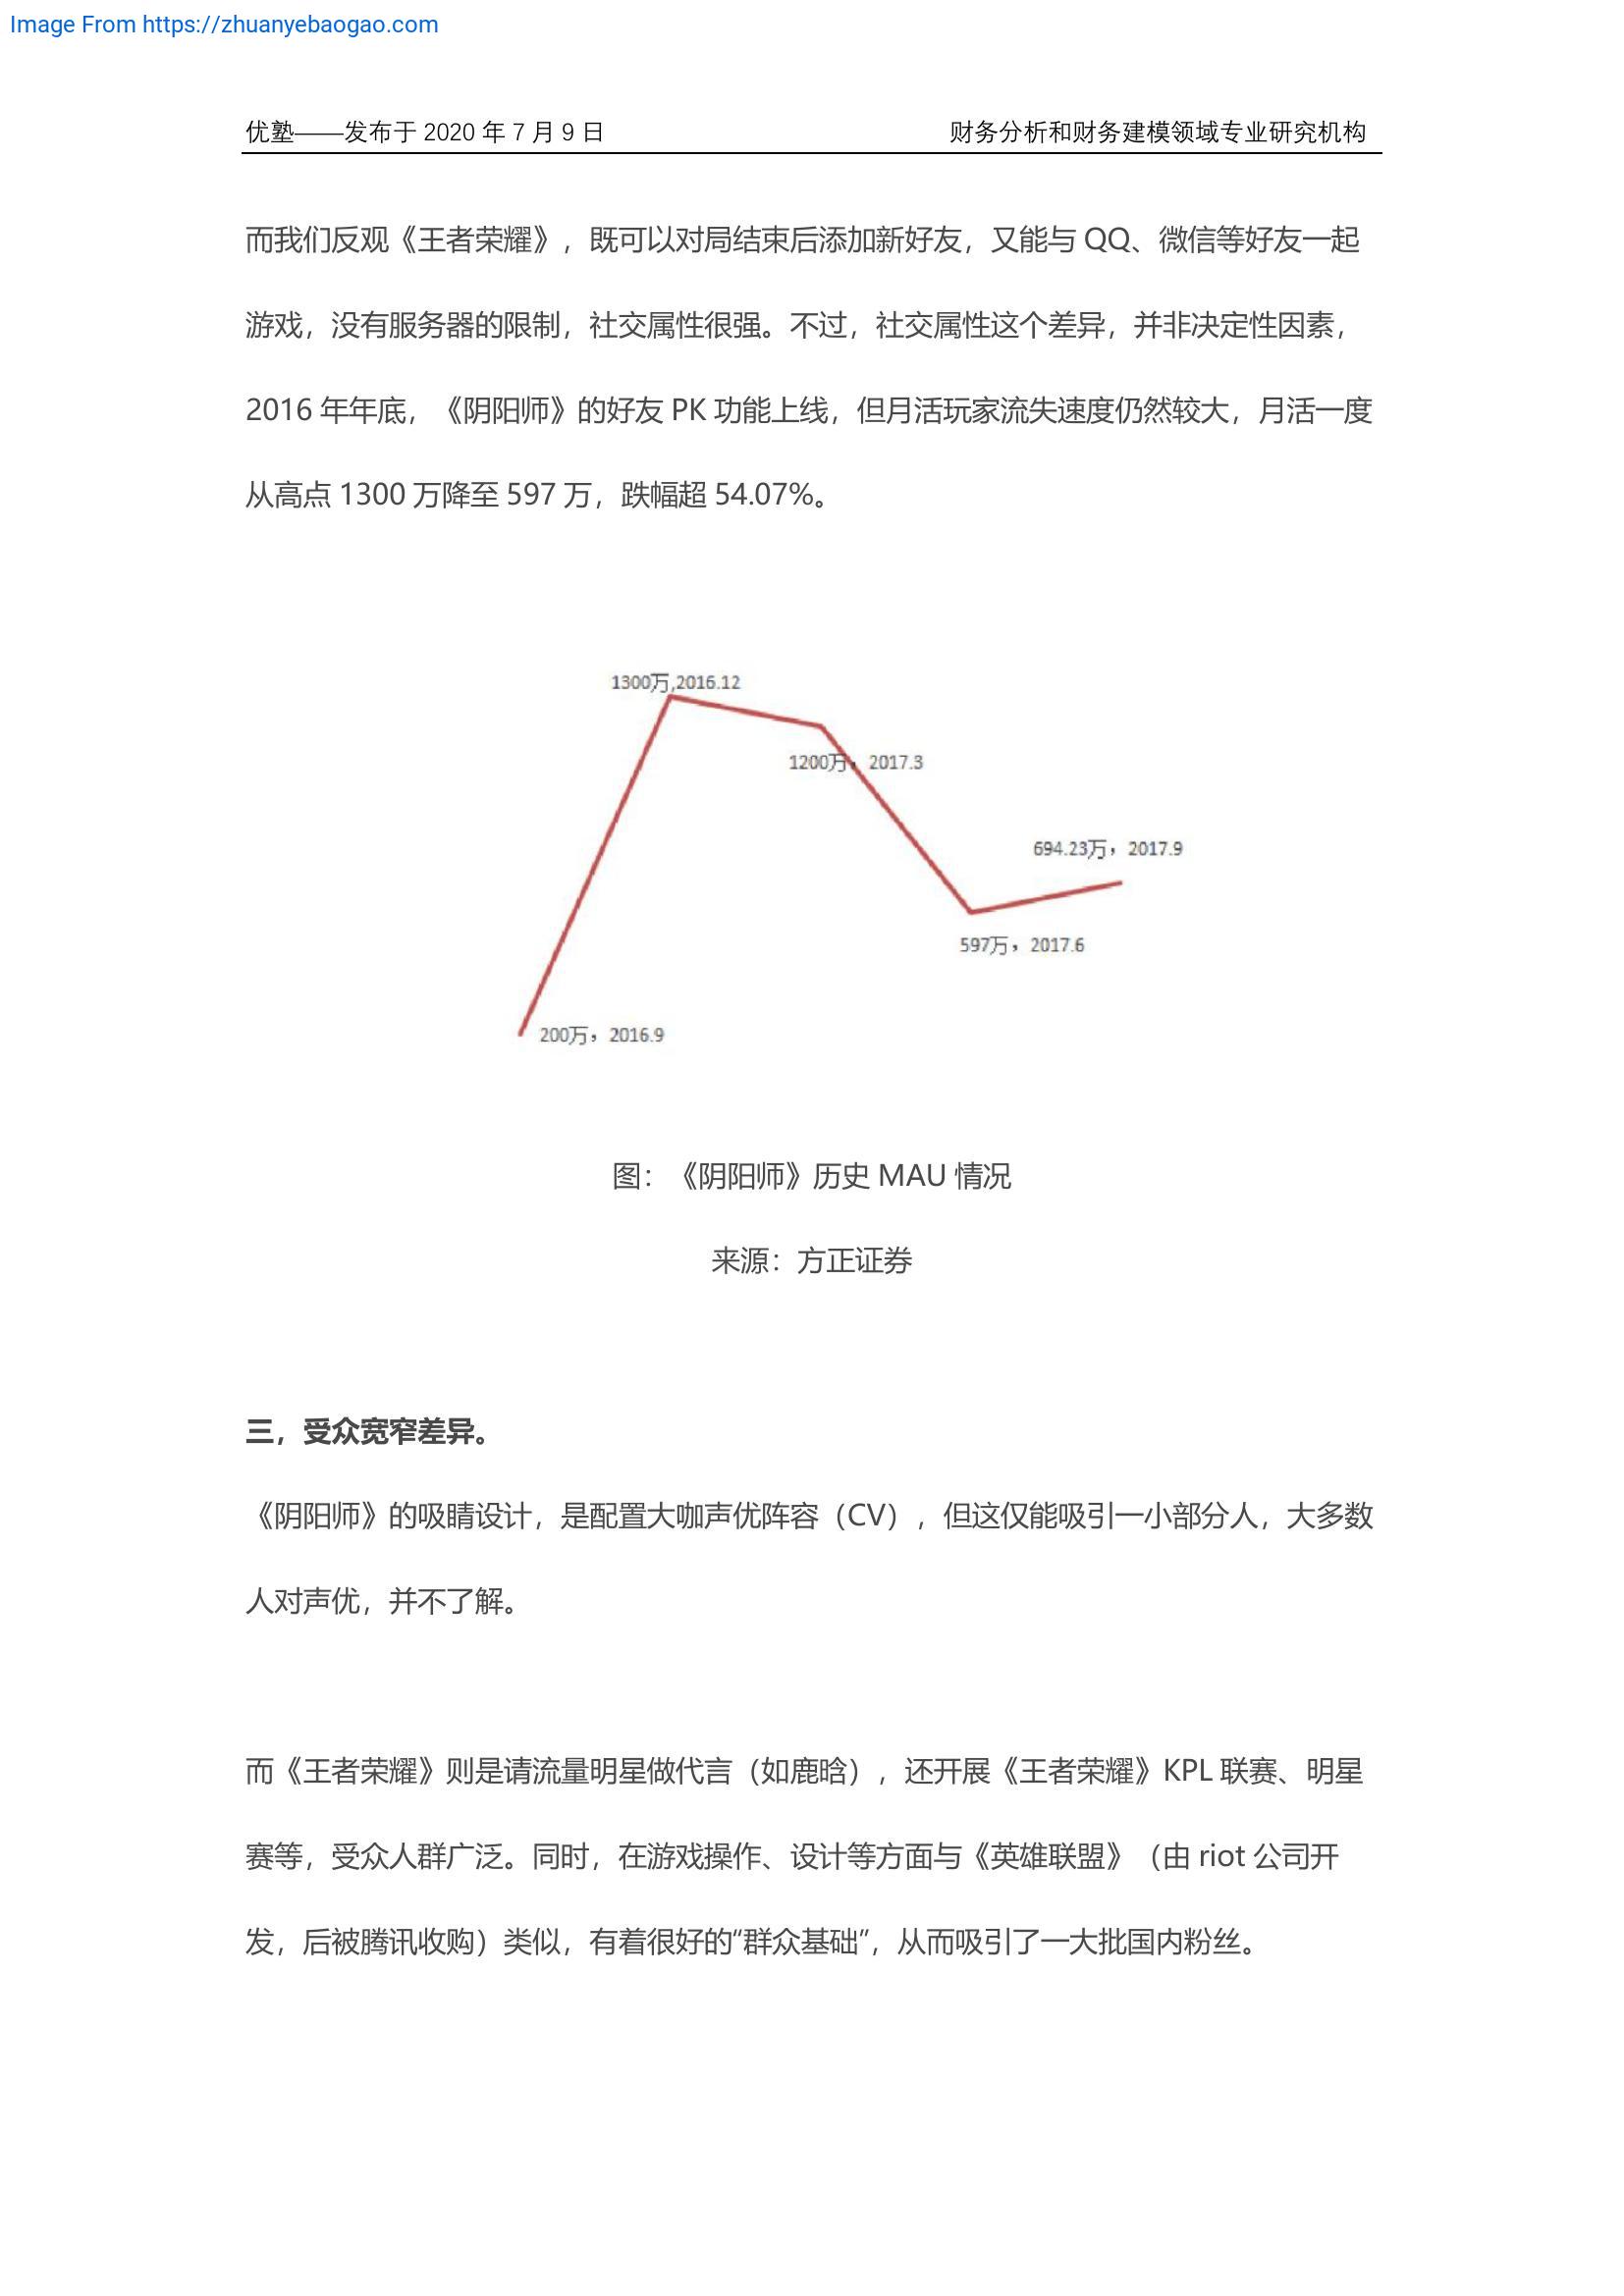 Image From https://zhuanyebaogao.com
优塾——发布于 2020 年 7 月 9 日 财务分析和财务建模领域专业研究机构
而我们反观《王者荣耀》，既可以对局结束后添加新好友，又能与 QQ、微信等好友一起
游戏，没有服务器的限制，社交属性很强。不过，社交属性这个差异，并非决定性因素，
2016 年年底，《阴阳师》的好友 PK 功能上线，但月活玩家流失速度仍然较大，月活一度
从高点 1300 万降至 597 万，跌幅超 54.07%。
1300万,2016.12
1200万，2017.3
694.23万，2017.9
597万，2017.6
200万，2016.9
图：《阴阳师》历史 MAU 情况
来源：方正证券
三，受众宽窄差异。
《阴阳师》的吸睛设计，是配置大咖声优阵容（CV），但这仅能吸引一小部分人，大多数
人对声优，并不了解。
而《王者荣耀》则是请流量明星做代言（如鹿晗），还开展《王者荣耀》KPL 联赛、明星
赛等，受众人群广泛。同时，在游戏操作、设计等方面与《英雄联盟》（由 riot 公司开
发，后被腾讯收购）类似，有着很好的“群众基础”，从而吸引了一大批国内粉丝。